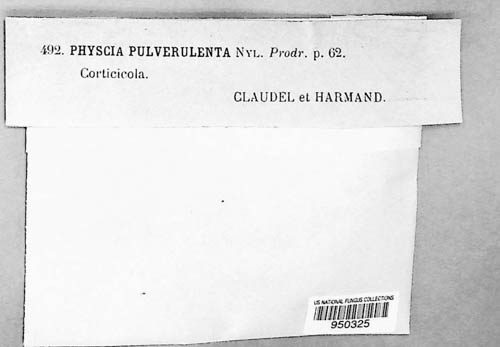 492. PHYSCIA PULVERULENTA NYL. Prodr. p. 62.
Corticicola.
CLAUDEL et HARMAND.
US NATIONAL FUNGUS COLLECTIONS
950325